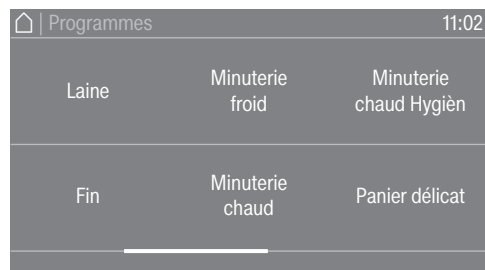 | Programmes 11:02
Laine
Minuterie
froid
Minuterie
chaud Hygièn
Fin
Minuterie
chaud
Panier délicat